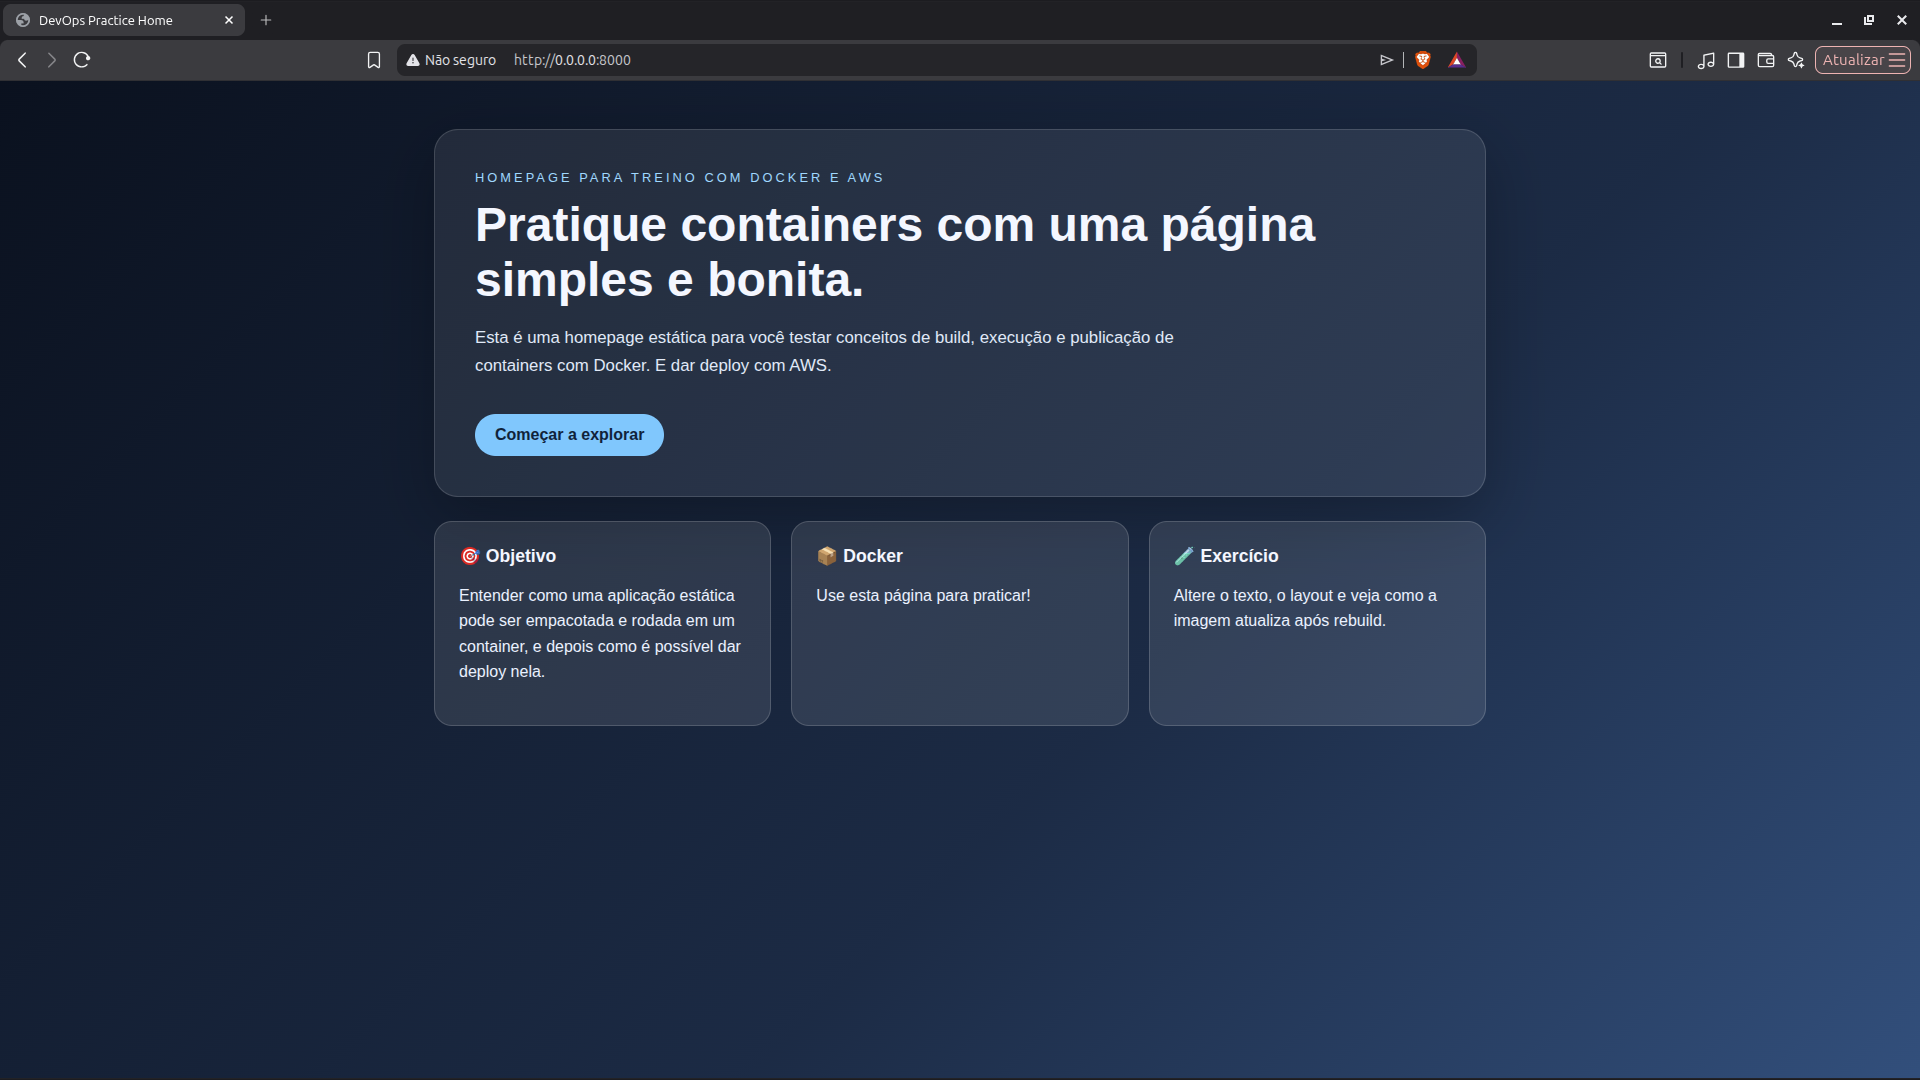 DevOps Practice Home
Não seguro
http://0.0.0.0:8000
Atualizar
HOMEPAGE PARA TREINO COM DOCKER E AWS
Pratique containers com uma página
simples e bonita.
Esta é uma homepage estática para você testar conceitos de build, execução e publicação de
containers com Docker. E dar deploy com AWS.
Começar a explorar
🎯 Objetivo
Entender como uma aplicação estática
pode ser empacotada e rodada em um
container, e depois como é possível dar
deploy nela.
📦 Docker
Use esta página para praticar!
🧪 Exercício
Altere o texto, o layout e veja como a
imagem atualiza após rebuild.